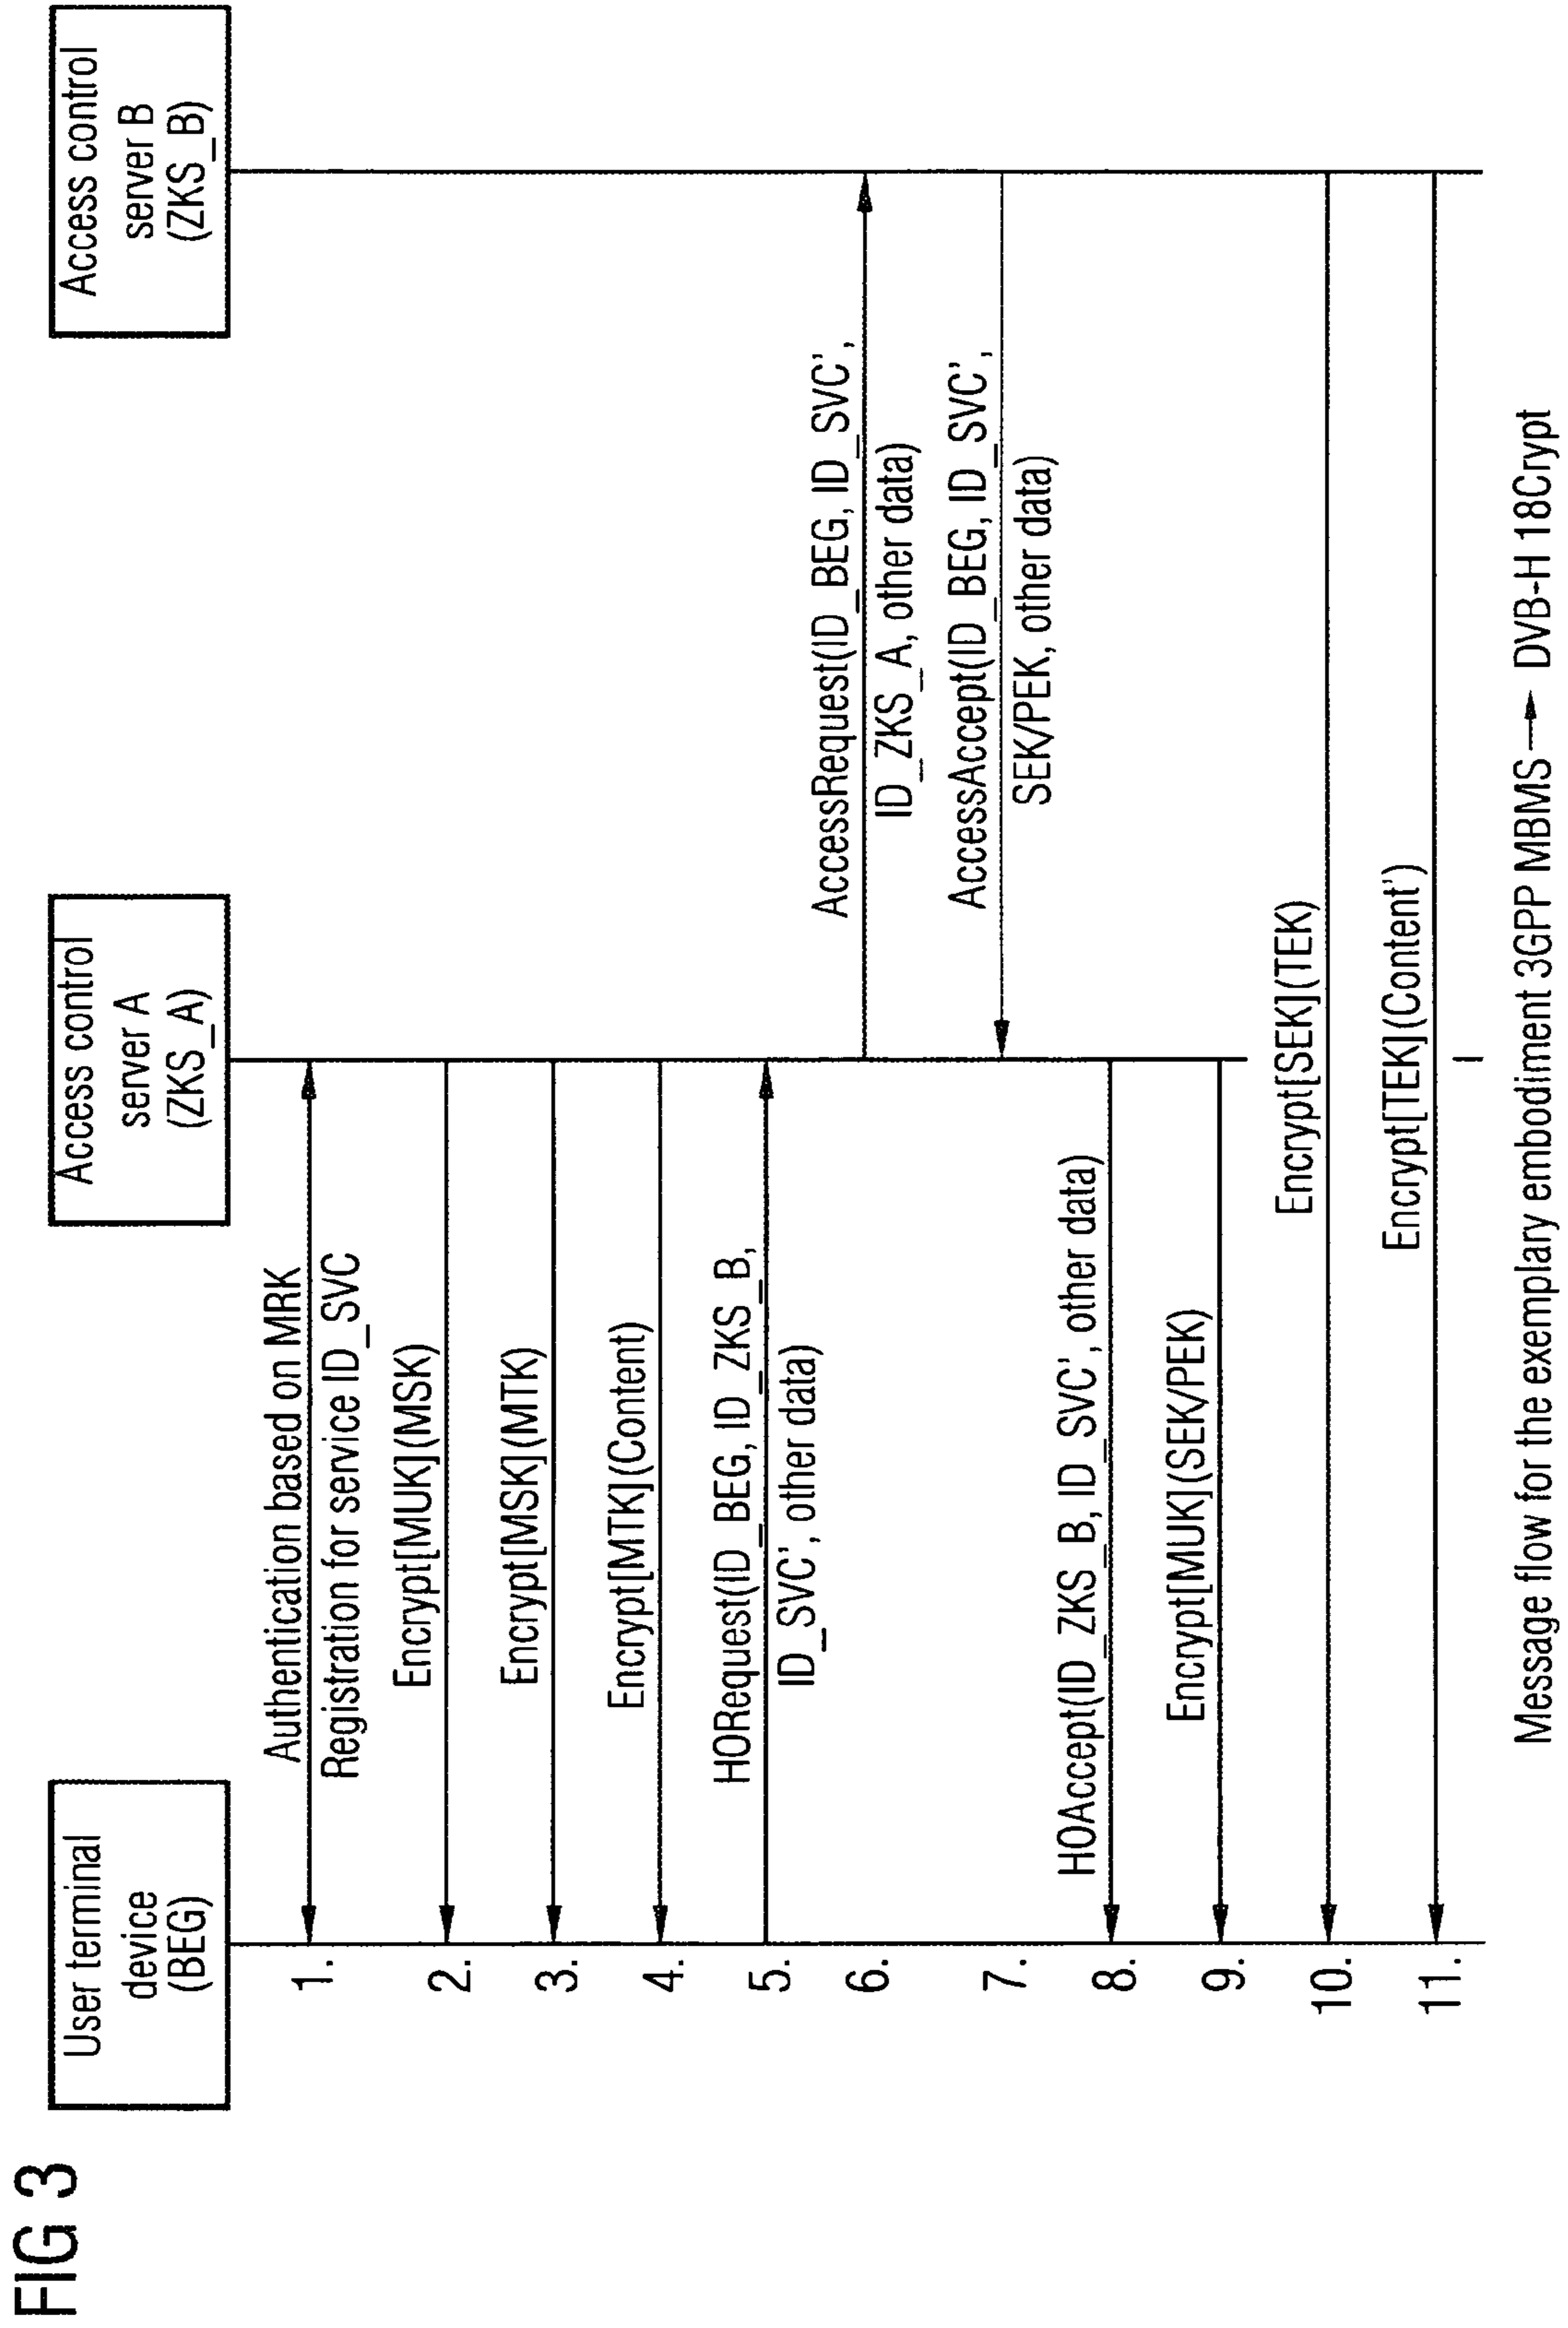 FIG 3
User terminal
device
(BEG)
Access control
server A
(ZKS_A)
Access control
server B
(ZKS_B)
1.
Authentication based on MRK
Registration for service ID_SVC
2.
Encrypt[MUK](MSK)
3.
Encrypt[MSK](MTK)
4.
Encrypt[MTK](Content)
5.
HORequest(ID_BEG, ID_ZKS_B,
ID_SVC', other data)
6.
AccessRequest(ID_BEG, ID_SVC',
ID_ZKS_A, other data)
7.
AccessAccept(ID_BEG, ID_SVC',
SEK/PEK, other data)
8.
HOAccept(ID_ZKS_B, ID_SVC', other data)
9.
Encrypt[MUK](SEK/PEK)
10.
Encrypt[SEK](TEK)
11.
Encrypt[TEK](Content')
Message flow for the exemplary embodiment 3GPP MBMS → DVB-H 18Crypt